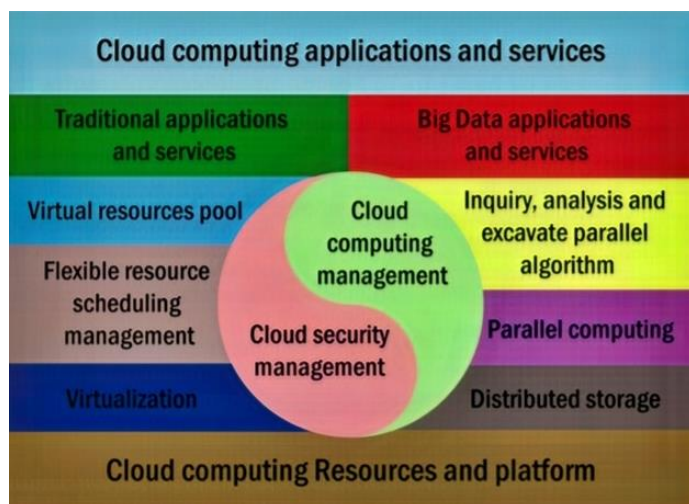 Cloud computing applications and services
Traditional applications
and services
Big Data applications
and services
Virtual resources pool
Cloud
computing
management
Inquiry, analysis and
excavate parallel
algorithm
Flexible resource
scheduling
management
Cloud security
management
Parallel computing
Virtualization
Distributed storage
Cloud computing Resources and platform